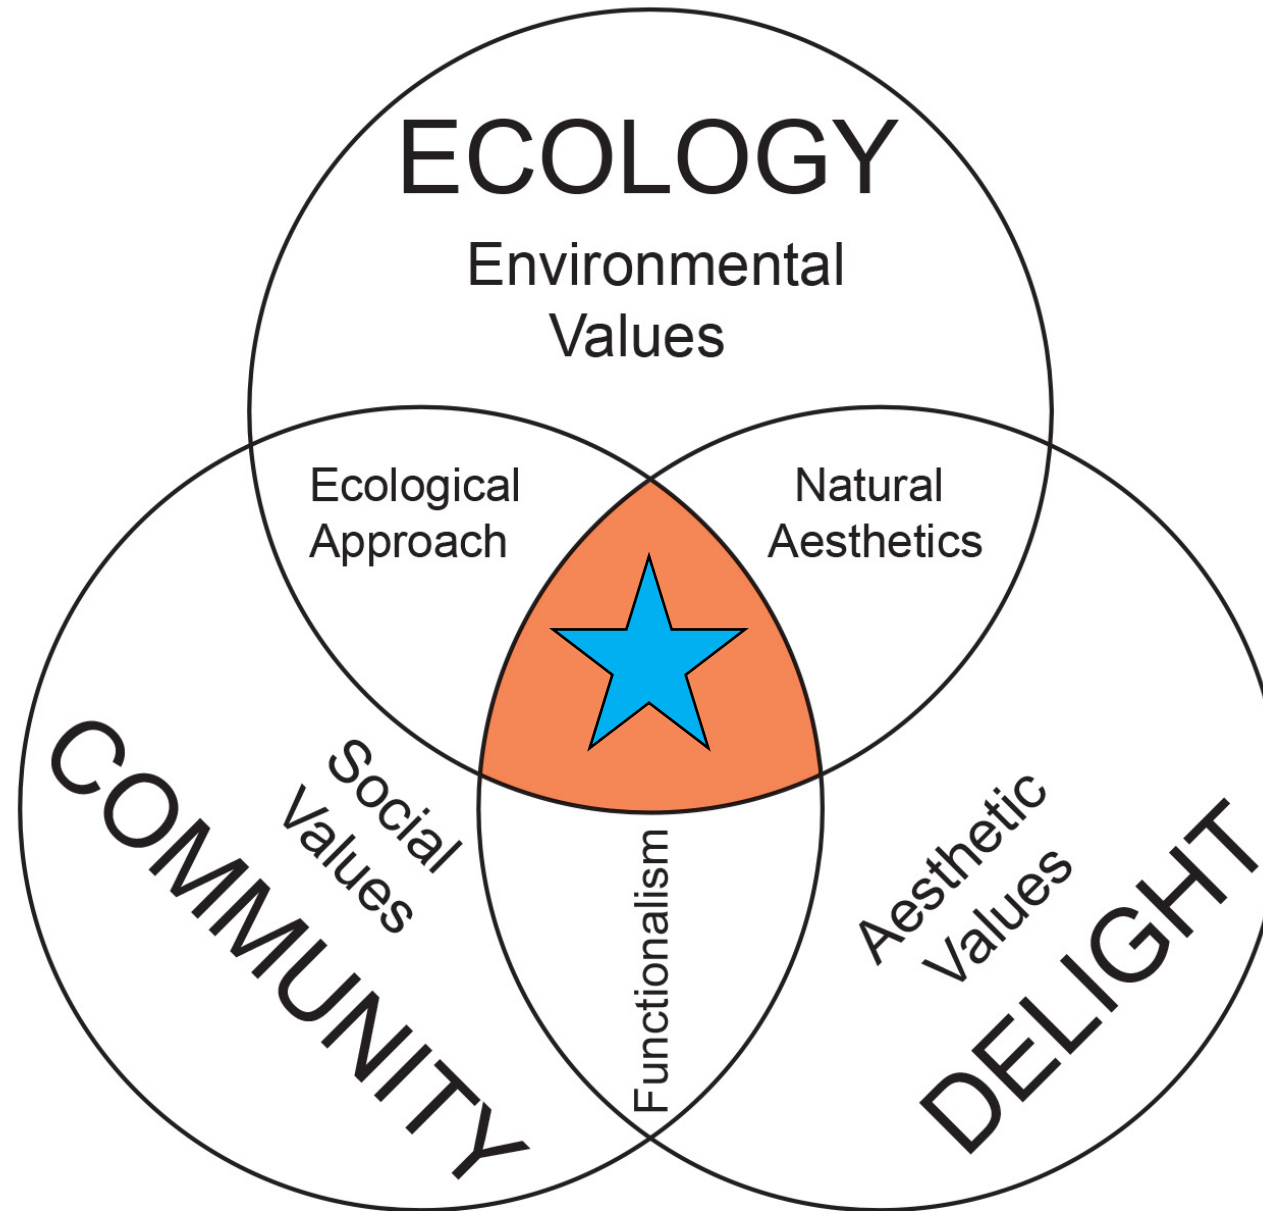 ECOLOGY
Environmental
Values
Ecological
Approach
Natural
Aesthetics
COMMUNITY
Social
Values
Functionalism
Aesthetic
Values
DELIGHT